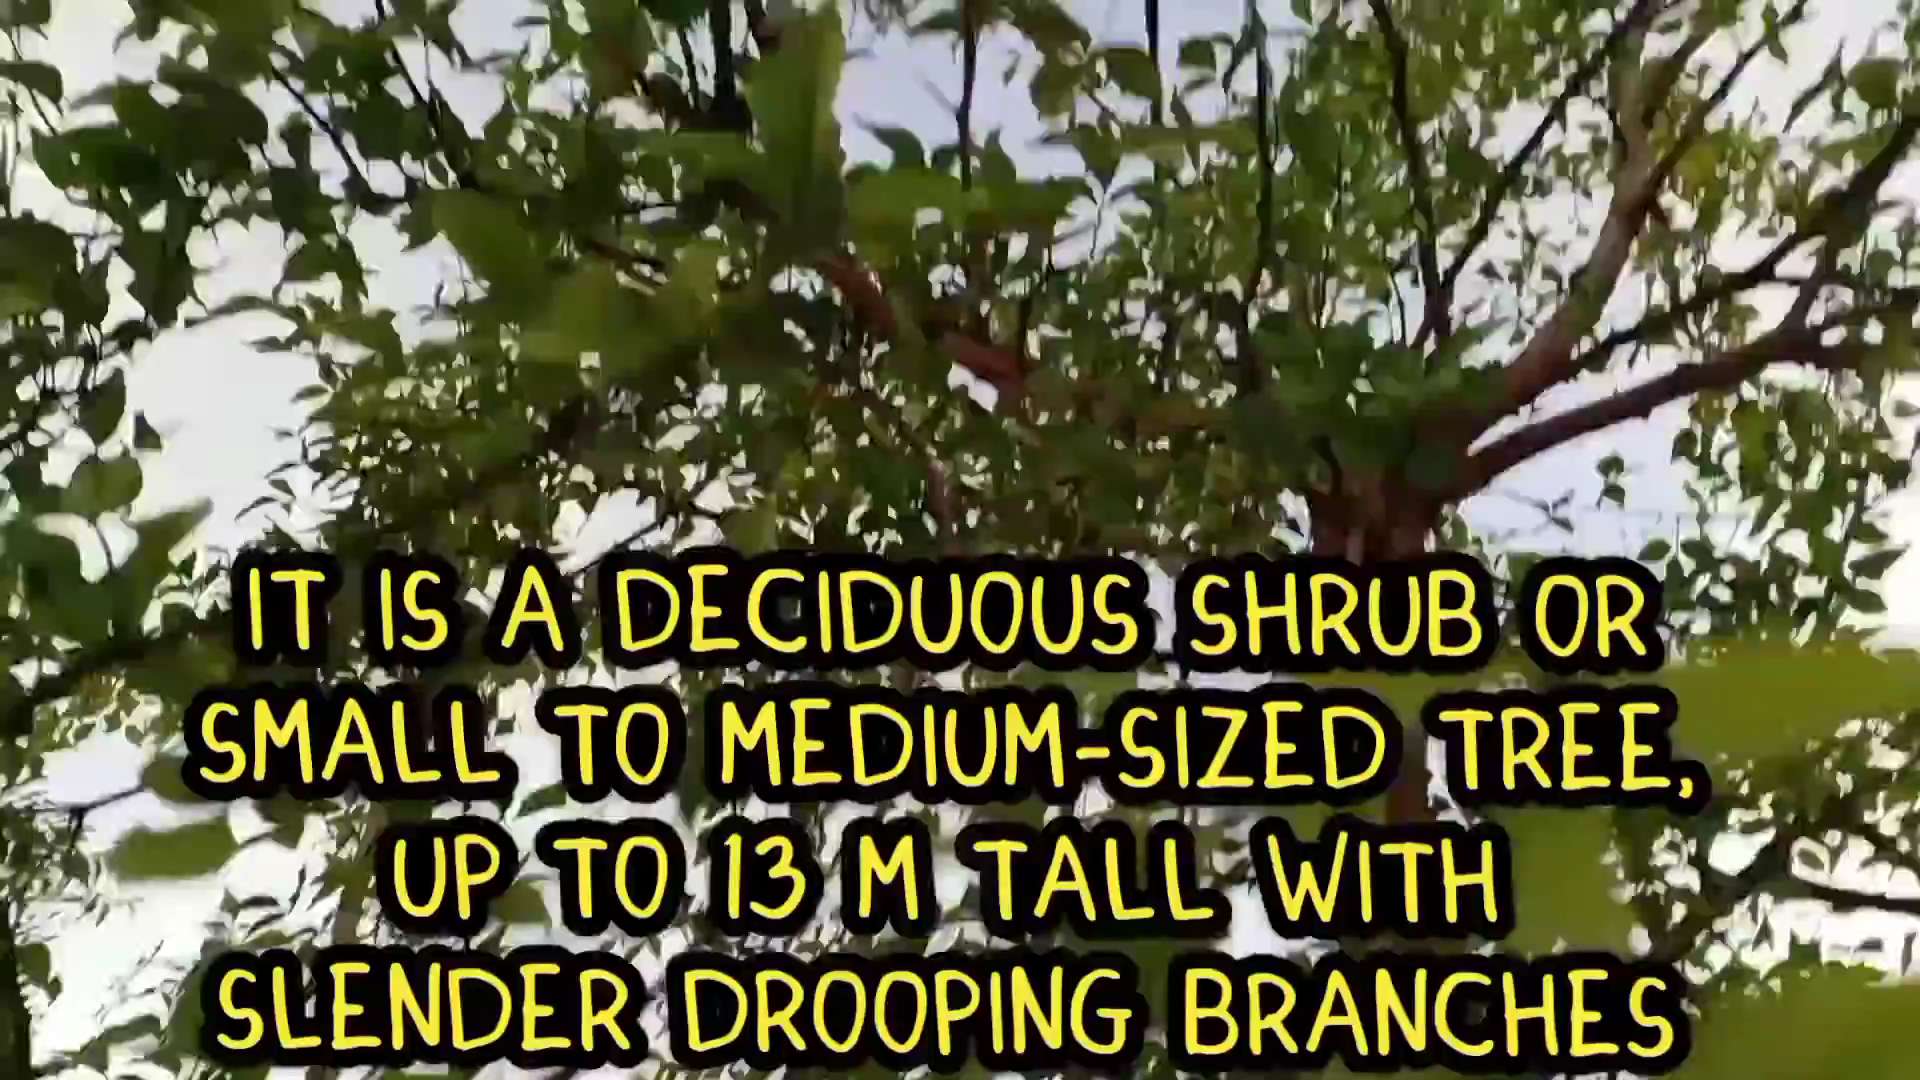 IT IS A DECIDUOUS SHRUB OR
SMALL TO MEDIUM-SIZED TREE,
UP TO 13 M TALL WITH
SLENDER DROOPING BRANCHES